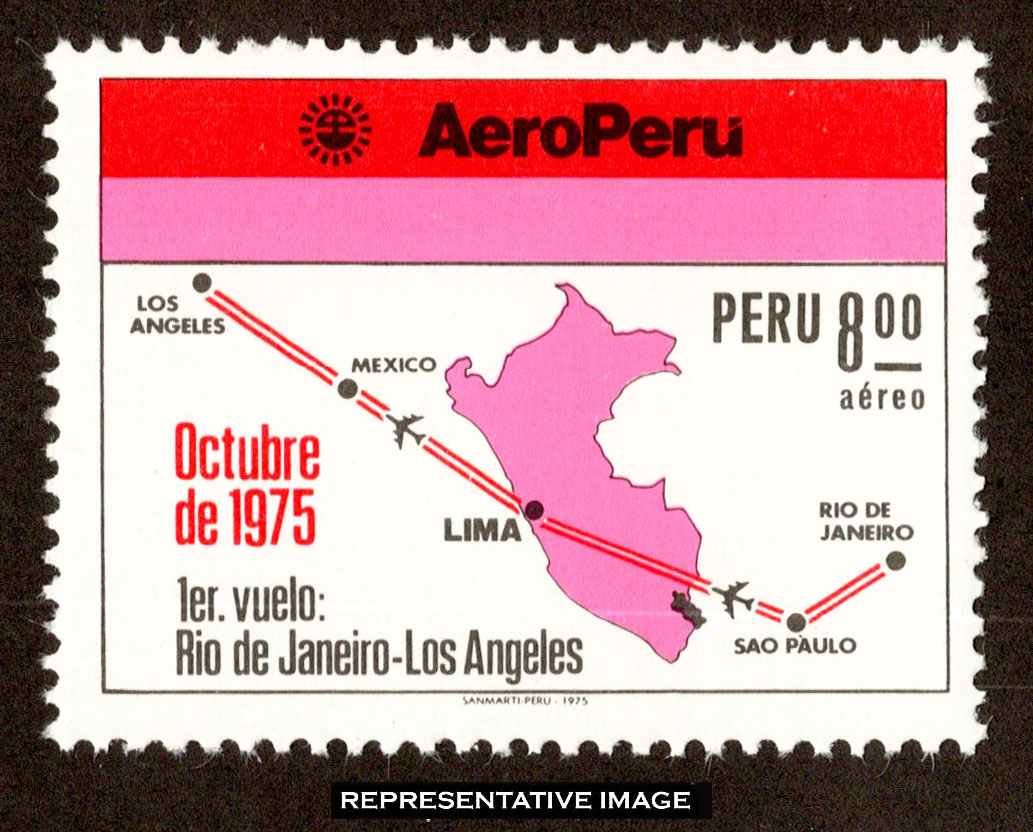 AeroPerú
LOS
ANGELES
MEXICO
PERU 8.00
aéreo
Octubre
de 1975
LIMA
RIO DE
JANEIRO
1er. vuelo:
Rio de Janeiro-Los Angeles
SAO PAULO
SANMARTI-PERU - 1975
REPRESENTATIVE IMAGE